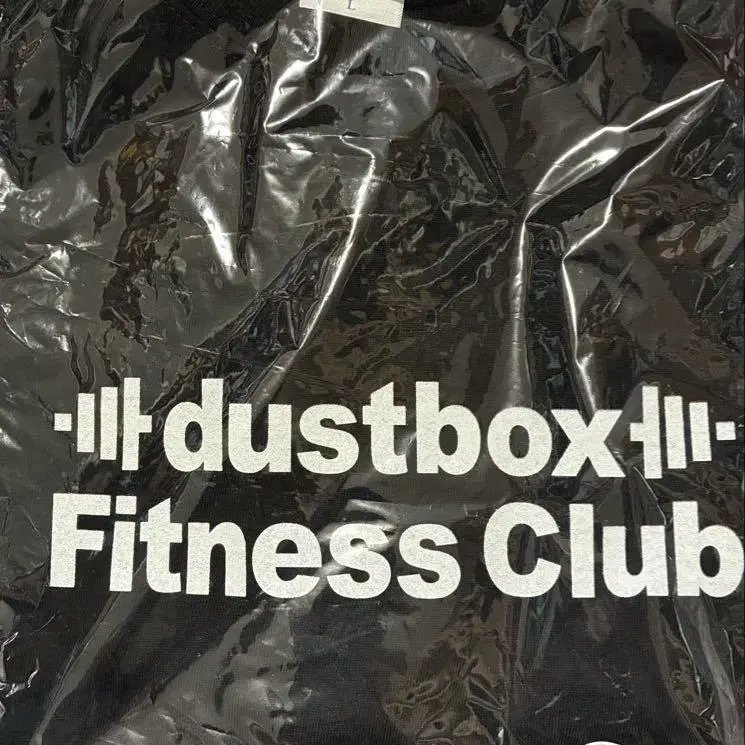 L
dustbox
Fitness Club